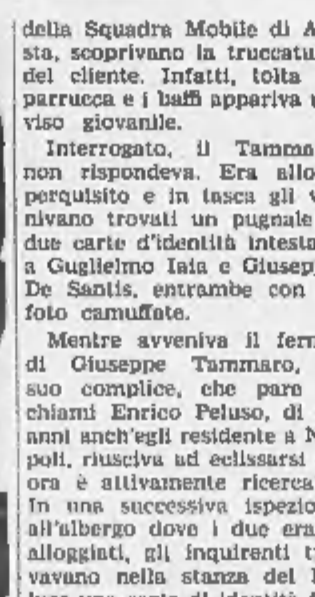 della Squadra Mobile di A
sta, scoprivano la truccatu
del cliente. Infatti, tolta
parrucca e i baffi appariva u
viso giovanile.
Interrogato, il Tammar
non rispondeva. Era allo
perquisito e in tasca gli v
nivano trovati un pugnale
due carte d'identità intesta
a Guglielmo Iaia e Giusepp
De Santis, entrambe con
foto camuffate.
Mentre avveniva il ferm
di Giuseppe Tammaro,
suo complice, che pare
chiami Enrico Peluso, di
anni anch'egli residente a N
poli, riusciva ad eclissarsi
ora è attivamente ricerca
In una successiva ispezio
all'albergo dove i due era
alloggiati, gli inquirenti t
vavano nella stanza del